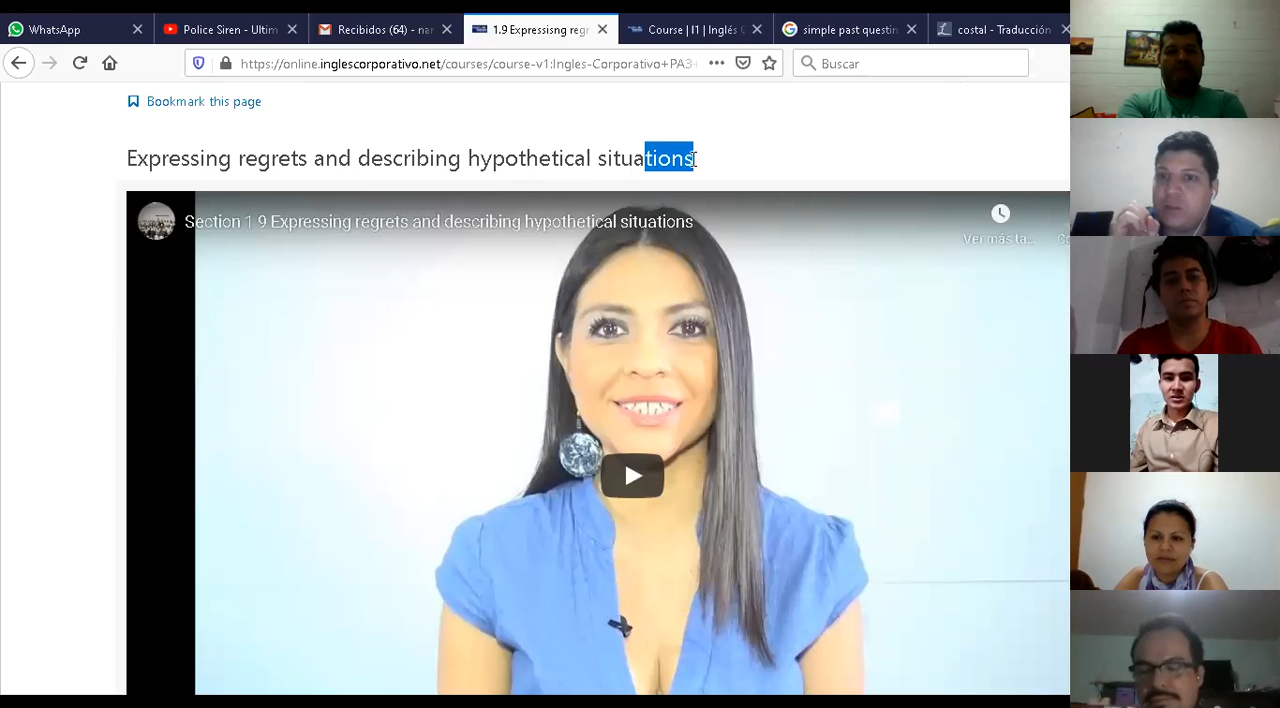 WhatsApp
Police Siren - Ultim
Recibidos (64) - nar
1.9 Expressisng regr
Course | I1 | Inglés C
simple past questin
costal - Traducción
https://online.inglescorporativo.net/courses/course-v1:Ingles-Corporativo+PA3+
Buscar
Bookmark this page
Expressing regrets and describing hypothetical situations
Section 1 9 Expressing regrets and describing hypothetical situations
Ver más ta...